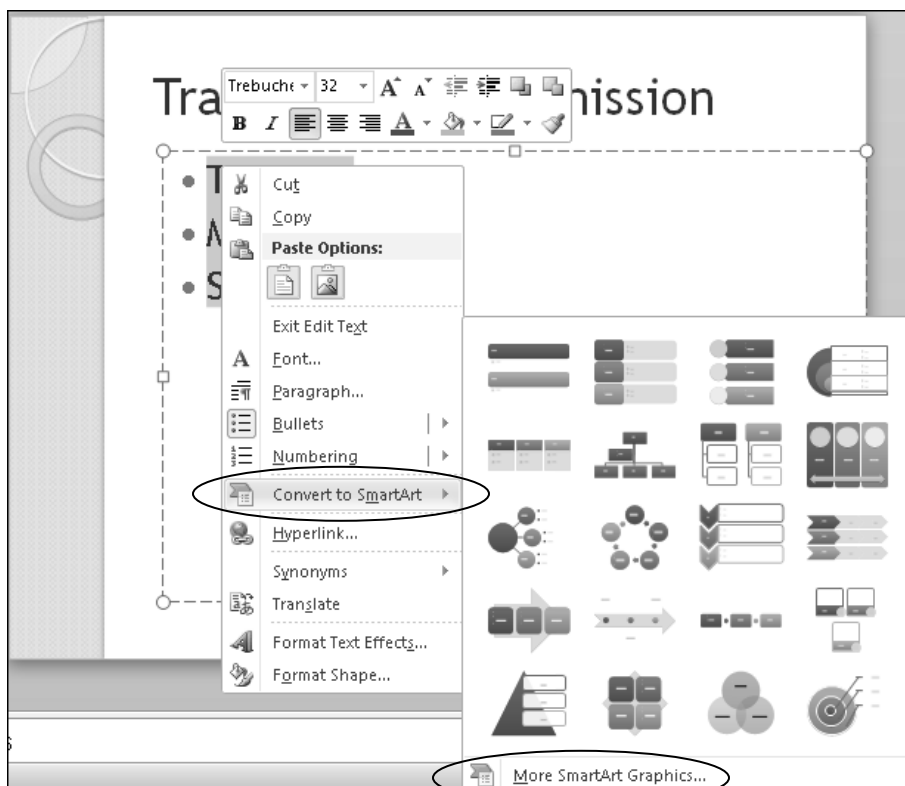 Trebuche 32
Tra nission
B I A
T
Cut
Copy
Paste Options:
S
Exit Edit Text
A Font...
Paragraph...
Bullets
Numbering
Convert to SmartArt
Hyperlink...
Synonyms
Translate
Format Text Effects...
Format Shape...
More SmartArt Graphics...